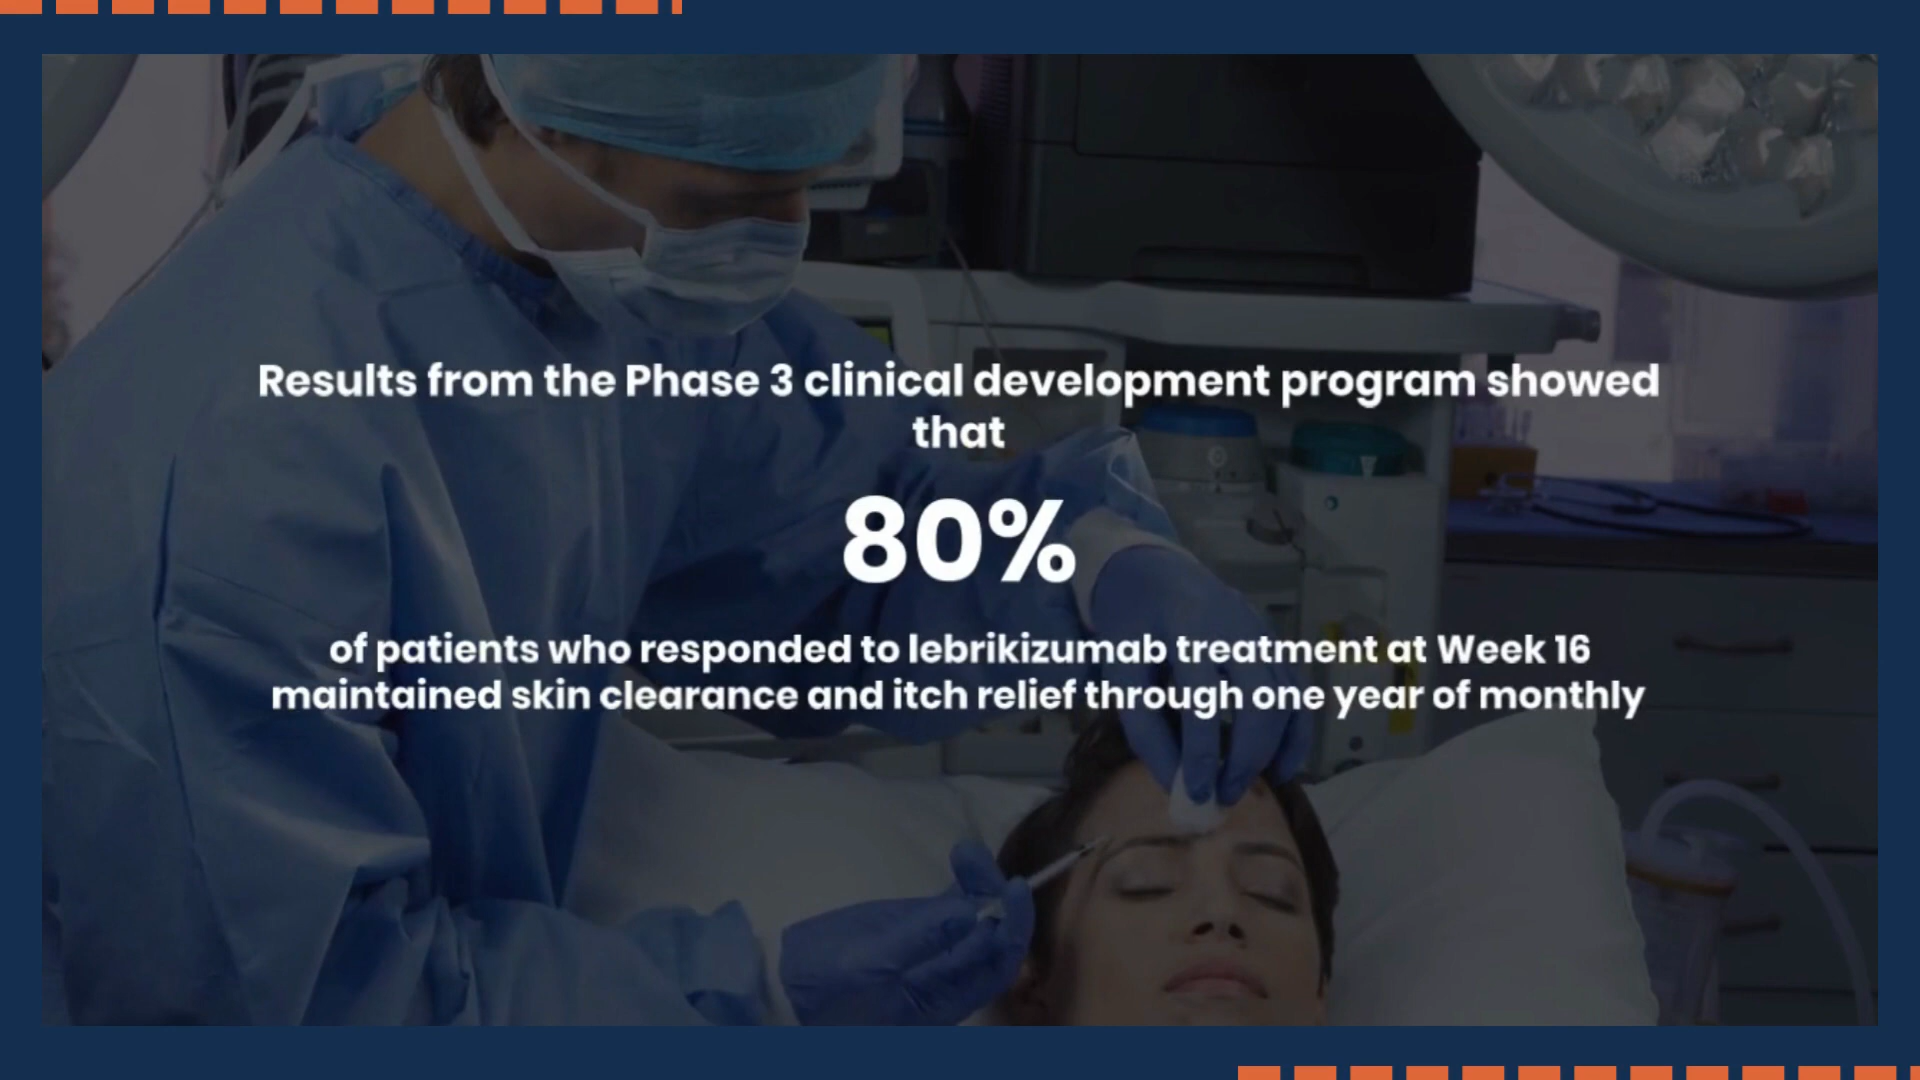 Results from the Phase 3 clinical development program showed
that
80%
of patients who responded to lebrikizumab treatment at Week 16
maintained skin clearance and itch relief through one year of monthly